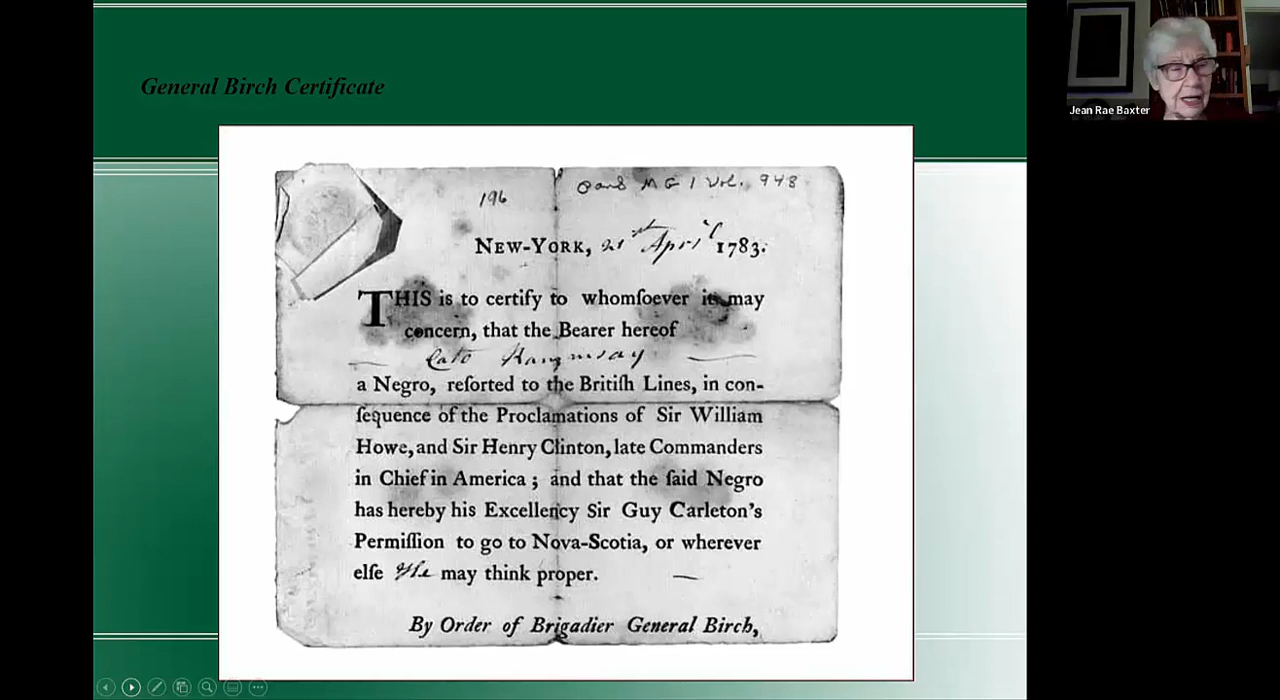 General Birch Certificate
Jean Rae Baxter
196
Oand M G 1 Vol. 948
NEW-YORK, 21st April 1783.
THIS is to certify to whomſoever it may
concern, that the Bearer hereof
Cato
a Negro, reſorted to the Britiſh Lines, in con-
ſequence of the Proclamations of Sir William
Howe, and Sir Henry Clinton, late Commanders
in Chief in America; and that the ſaid Negro
has hereby his Excellency Sir Guy Carleton's
Permiſſion to go to Nova-Scotia, or wherever
elſe may think proper.
By Order of Brigadier General Birch,